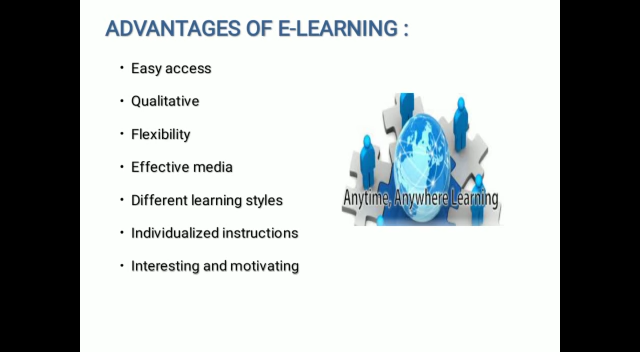 ADVANTAGES OF E-LEARNING :
• Easy access
• Qualitative
• Flexibility
• Effective media
• Different learning styles
• Individualized instructions
• Interesting and motivating
Anytime, Anywhere Learning